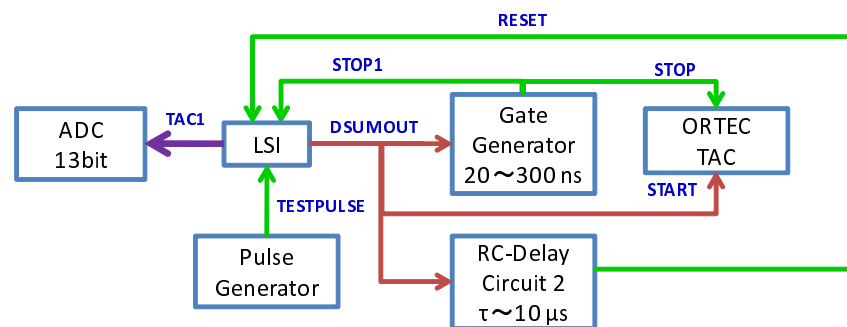 RESET
STOP1
STOP
ADC
13bit
TAC1
LSI
DSUMOUT
Gate
Generator
20～300 ns
ORTEC
TAC
START
TESTPULSE
Pulse
Generator
RC-Delay
Circuit 2
τ～10 μs